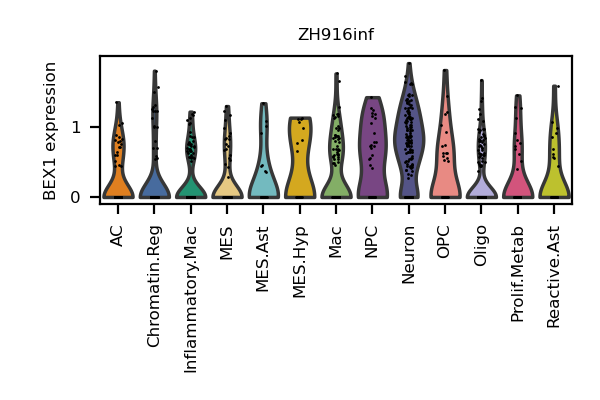 ZH916inf
BEX1 expression
1
0
AC
Chromatin.Reg
Inflammatory.Mac
MES
MES.Ast
MES.Hyp
Mac
NPC
Neuron
OPC
Oligo
Prolif.Metab
Reactive.Ast